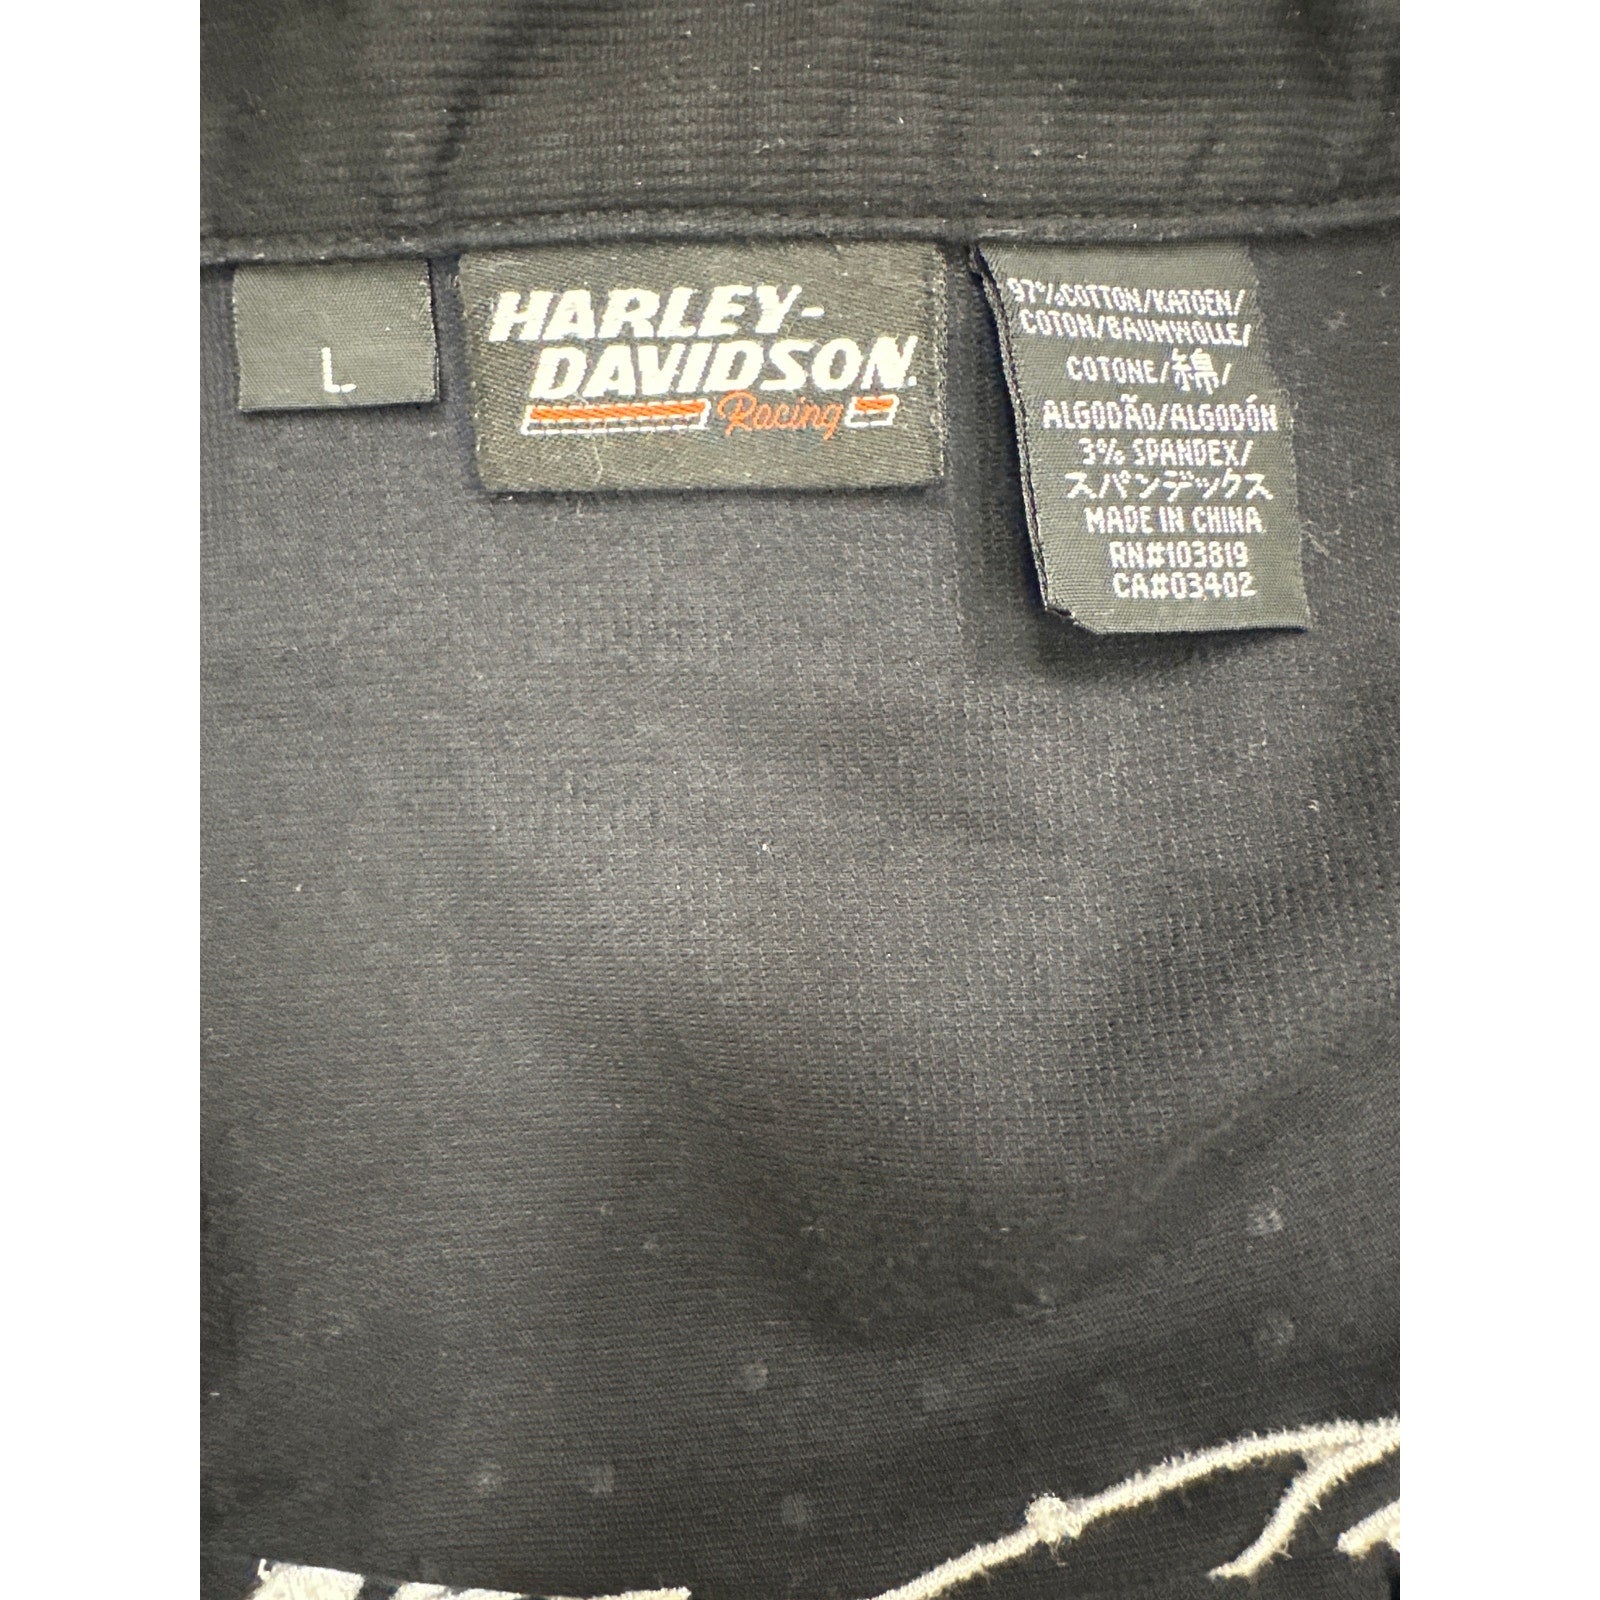 L
HARLEY-
DAVIDSON
Racing
97% COTTON/KATOEN/
COTON/BAUMWOLLE/
COTONE/綿/
ALGODÃO/ALGODÓN
3% SPANDEX/
スパンデックス
MADE IN CHINA
RN#103819
CA#03402